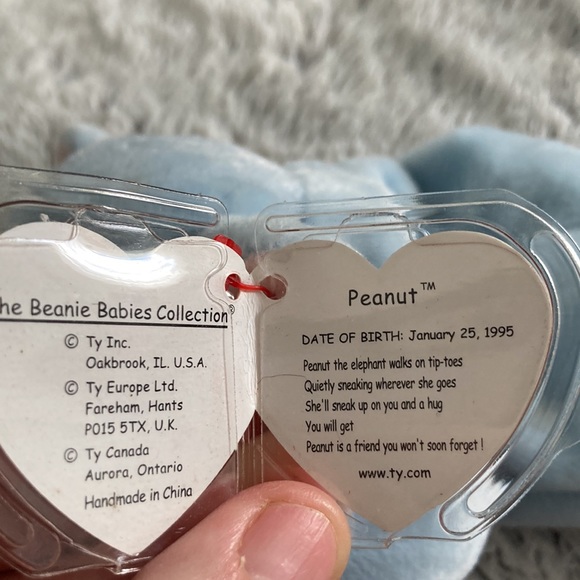 he Beanie Babies Collection®
© Ty Inc.
Oakbrook, IL. U.S.A.
© Ty Europe Ltd.
Fareham, Hants
PO15 5TX, U.K.
© Ty Canada
Aurora, Ontario
Handmade in China
Peanut™
DATE OF BIRTH: January 25, 1995
Peanut the elephant walks on tip-toes
Quietly sneaking wherever she goes
She'll sneak up on you and a hug
You will get
Peanut is a friend you won't soon forget !
www.ty.com